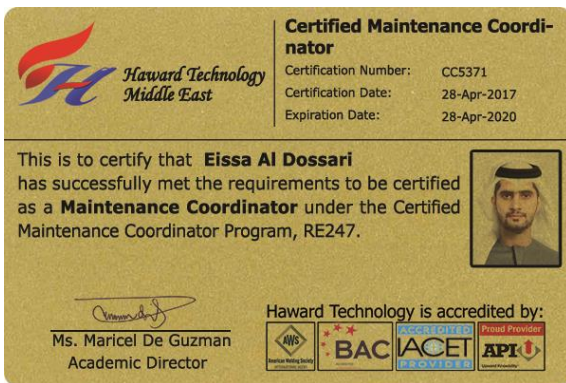 Haward Technology
Middle East
Certified Maintenance Coordi-
nator
Certification Number: CC5371
Certification Date: 28-Apr-2017
Expiration Date: 28-Apr-2020
This is to certify that Eissa Al Dossari
has successfully met the requirements to be certified
as a Maintenance Coordinator under the Certified
Maintenance Coordinator Program, RE247.
Ms. Maricel De Guzman
Academic Director
Haward Technology is accredited by:
AWS
American Welding Society
BAC
ACCREDITED
IACET
PROVIDER
Proud Provider
API